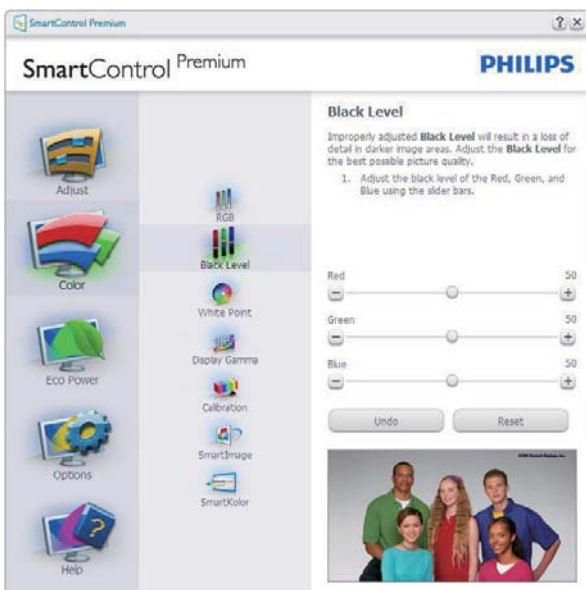 SmartControl Premium
SmartControl Premium
PHILIPS
Adjust
Color
Eco Power
Options
Help
RGB
Black Level
White Point
Display Gamma
Calibration
SmartImage
SmartKolor
Black Level
Improperly adjusted Black Level will result in a loss of
detail in darker image areas. Adjust the Black Level for
the best possible picture quality.
1. Adjust the black level of the Red, Green, and
Blue using the slider bars.
Red 50
Green 50
Blue 50
Undo Reset